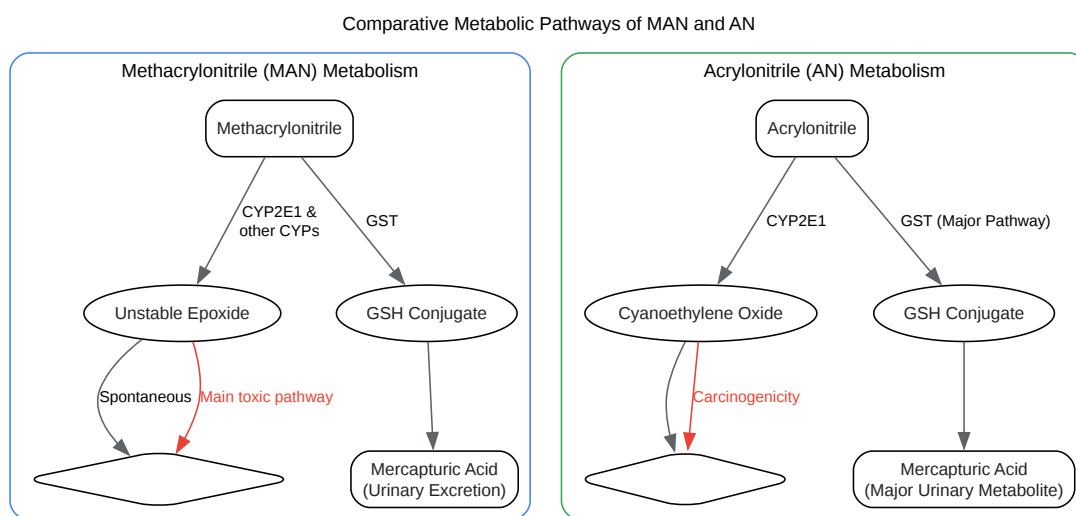 Comparative Metabolic Pathways of MAN and AN
Methacrylonitrile (MAN) Metabolism
Methacrylonitrile
CYP2E1 &
other CYPs
GST
Unstable Epoxide
GSH Conjugate
Spontaneous
Main toxic pathway
Mercapturic Acid
(Urinary Excretion)
Acrylonitrile (AN) Metabolism
Acrylonitrile
CYP2E1
GST (Major Pathway)
Cyanoethylene Oxide
GSH Conjugate
Carcinogenicity
Mercapturic Acid
(Major Urinary Metabolite)